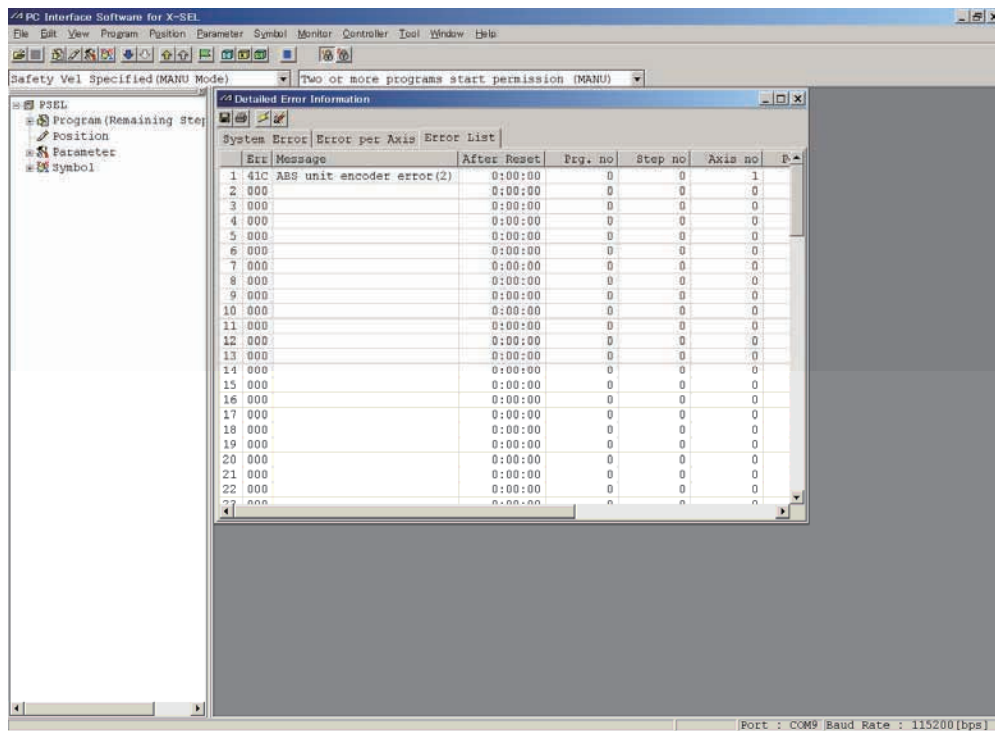 PC Interface Software for X-SEL
File Edit View Program Position Parameter Symbol Monitor Controller Tool Window Help
Safety Vel Specified(MANU Mode) Two or more programs start permission (MANU)
PSEL
Program(Remaining Step
Position
Parameter
Symbol
Detailed Error Information
System Error Error per Axis Error List
Err Message After Reset Prg. no Step no Axis no P
1 41C ABS unit encoder error(2) 0:00:00 0 0 1
2 000 0:00:00 0 0 0
3 000 0:00:00 0 0 0
4 000 0:00:00 0 0 0
5 000 0:00:00 0 0 0
6 000 0:00:00 0 0 0
7 000 0:00:00 0 0 0
8 000 0:00:00 0 0 0
9 000 0:00:00 0 0 0
10 000 0:00:00 0 0 0
11 000 0:00:00 0 0 0
12 000 0:00:00 0 0 0
13 000 0:00:00 0 0 0
14 000 0:00:00 0 0 0
15 000 0:00:00 0 0 0
16 000 0:00:00 0 0 0
17 000 0:00:00 0 0 0
18 000 0:00:00 0 0 0
19 000 0:00:00 0 0 0
20 000 0:00:00 0 0 0
21 000 0:00:00 0 0 0
22 000 0:00:00 0 0 0
Port : COM9 Baud Rate : 115200[bps]